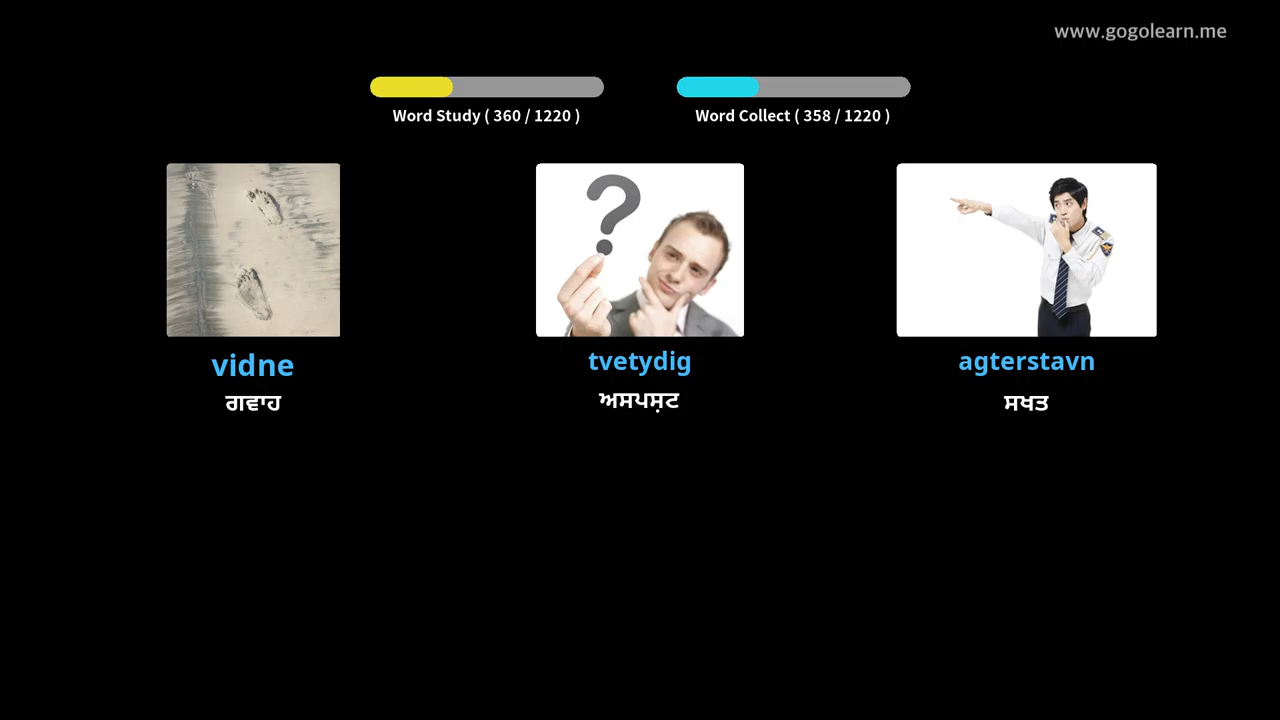 www.gogolearn.me
Word Study ( 360 / 1220 )
Word Collect ( 358 / 1220 )
vidne
tvetydig
agterstavn
ਗਵਾਹ
ਅਸਪਸ਼ਟ
ਸਖਤ